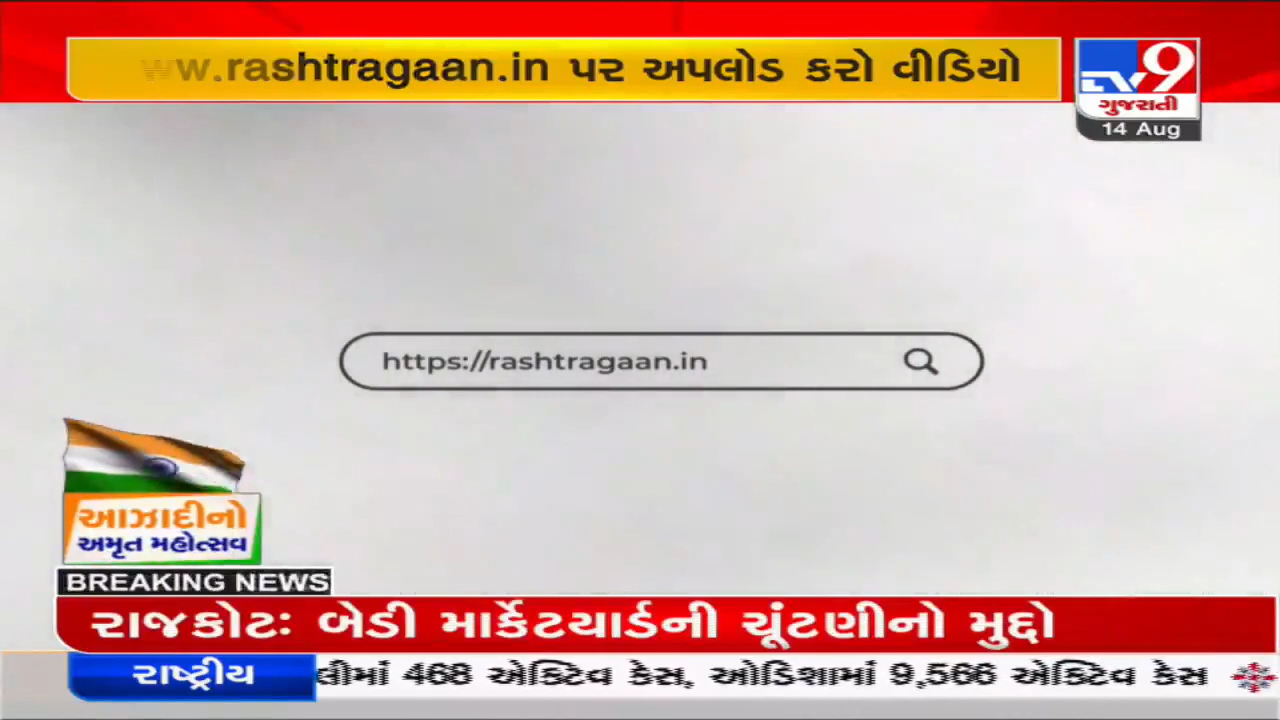 ww.rashtragaan.in પર અપલોડ કરો વીડિયો
TV9
ગુજરાતી
14 Aug
https://rashtragaan.in
આઝાદીનો
અમૃત મહોત્સવ
BREAKING NEWS
રાજકોટઃ બેડી માર્કેટયાર્ડની ચૂંટણીનો મુદ્દો
રાષ્ટ્રીય
લીમાં 468 એક્ટિવ કેસ, ઓડિશામાં 9,566 એક્ટિવ કેસ